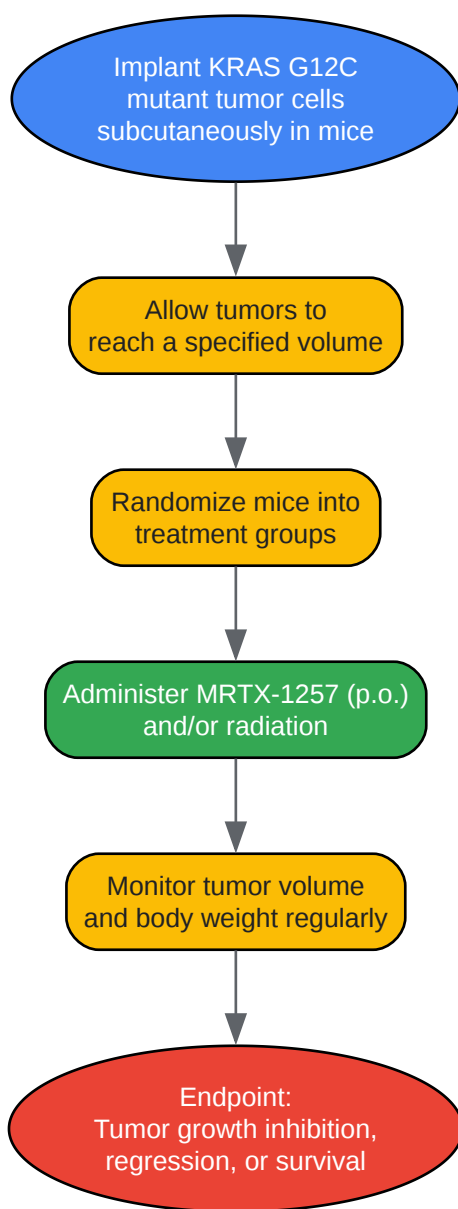 Implant KRAS G12C
mutant tumor cells
subcutaneously in mice
Allow tumors to
reach a specified volume
Randomize mice into
treatment groups
Administer MRTX-1257 (p.o.)
and/or radiation
Monitor tumor volume
and body weight regularly
Endpoint:
Tumor growth inhibition,
regression, or survival